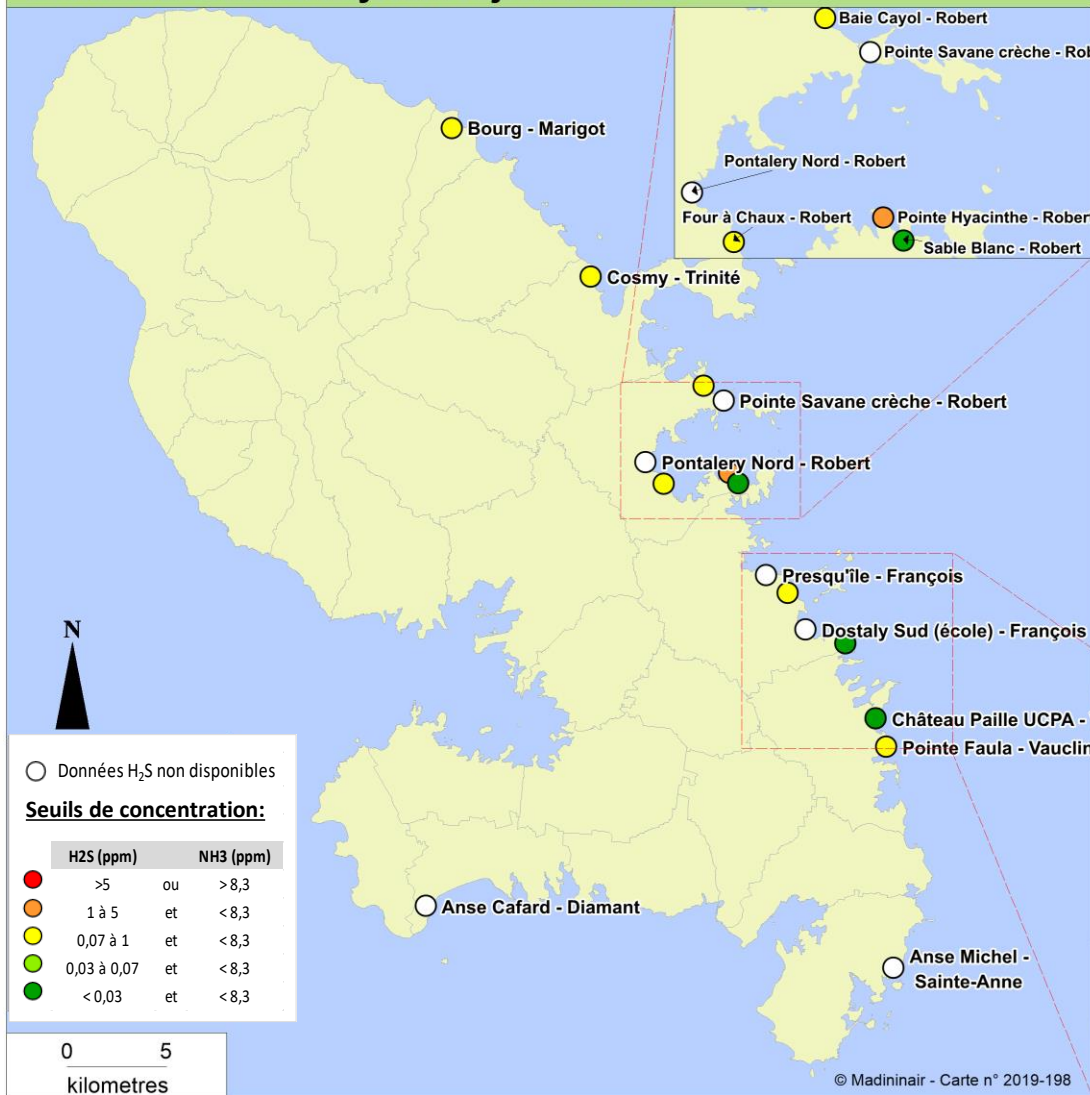 Baie Cayol - Robert
Pointe Savane crèche - Rob
Pontalery Nord - Robert
Four à Chaux - Robert
Pointe Hyacinthe - Robert
Sable Blanc - Robert
Bourg - Marigot
Cosmy - Trinité
Pointe Savane crèche - Robert
Pontalery Nord - Robert
Presqu'île - François
Dostaly Sud (école) - François
Château Paille UCPA -
Pointe Faula - Vauclin
Anse Cafard - Diamant
Anse Michel -
Sainte-Anne
N
Données H₂S non disponibles
Seuils de concentration:
H2S (ppm) NH3 (ppm)
>5 ou > 8,3
1 à 5 et < 8,3
0,07 à 1 et < 8,3
0,03 à 0,07 et < 8,3
< 0,03 et < 8,3
0 5
kilometres
© Madininair - Carte n° 2019-198